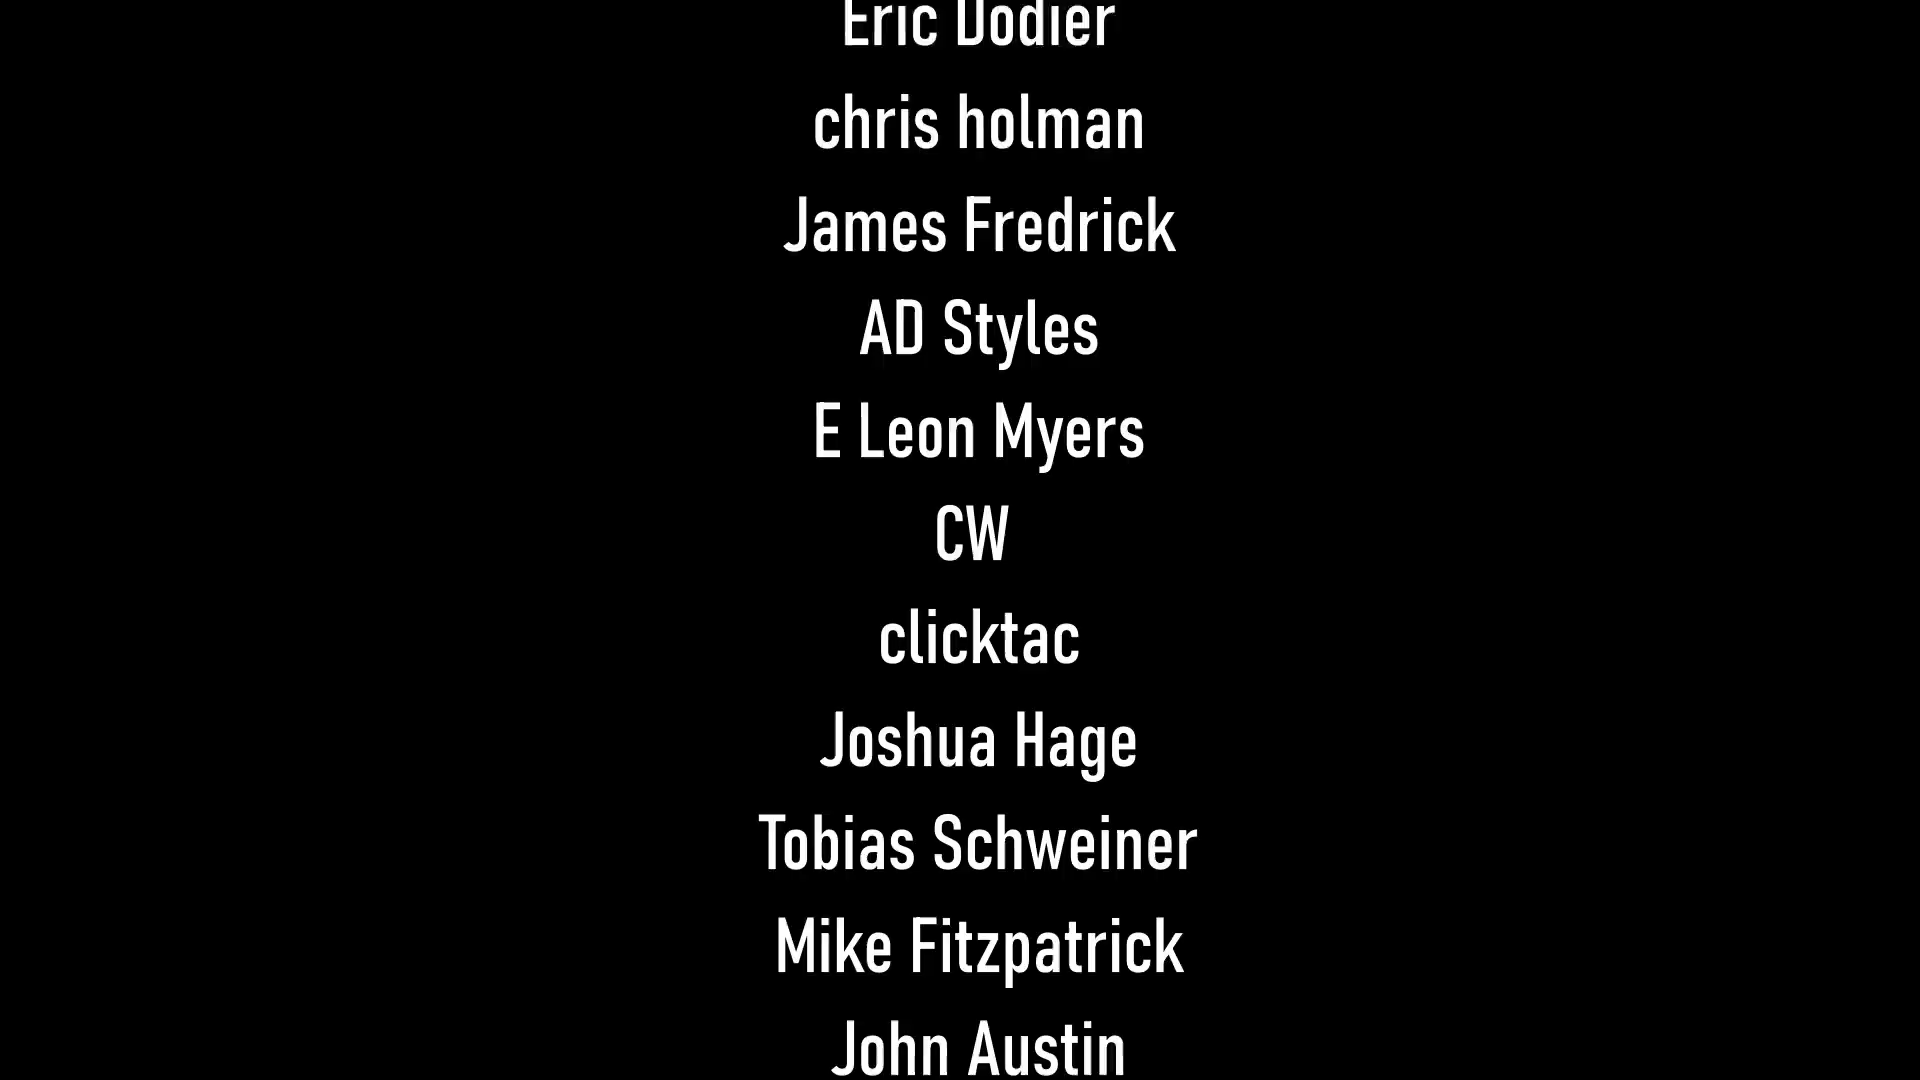 Eric Dodier
chris holman
James Fredrick
AD Styles
E Leon Myers
CW
clicktac
Joshua Hage
Tobias Schweiner
Mike Fitzpatrick
John Austin